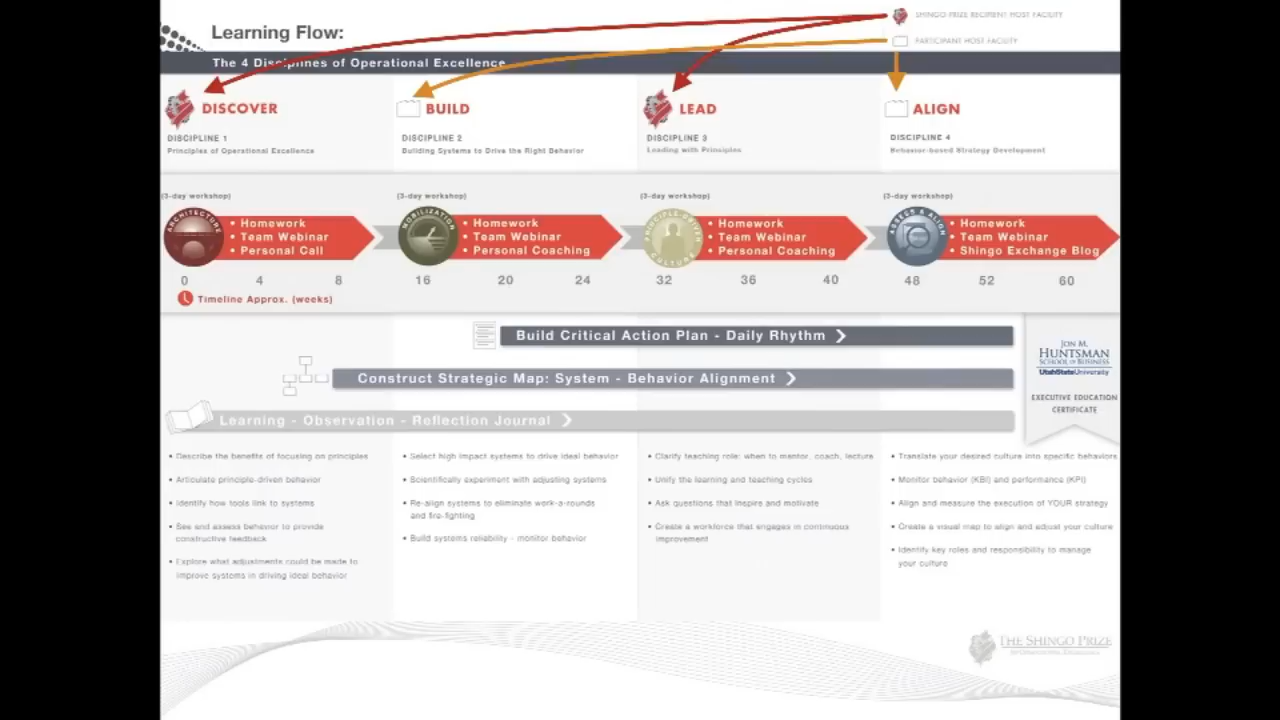 SHINGO PRIZE RECIPIENT HOST FACILITY
PARTICIPANT HOST FACILITY
Learning Flow:
The 4 Disciplines of Operational Excellence
DISCOVER
DISCIPLINE 1
Principles of Operational Excellence
BUILD
DISCIPLINE 2
Building Systems to Drive the Right Behavior
LEAD
DISCIPLINE 3
Leading with Principles
ALIGN
DISCIPLINE 4
Behavior-based Strategy Development
(3-day workshop)
ARCHITECTURE
• Homework
• Team Webinar
• Personal Call
(3-day workshop)
MOBILIZATION
• Homework
• Team Webinar
• Personal Coaching
(3-day workshop)
PRINCIPLE-DRIVEN
CULTURE
• Homework
• Team Webinar
• Personal Coaching
(3-day workshop)
ASSESS & ALIGN
• Homework
• Team Webinar
• Shingo Exchange Blog
0 4 8 16 20 24 32 36 40 48 52 60
Timeline Approx. (weeks)
Build Critical Action Plan - Daily Rhythm
Construct Strategic Map: System - Behavior Alignment
Learning - Observation - Reflection Journal
JON M.
HUNTSMAN
SCHOOL OF BUSINESS
UtahStateUniversity
EXECUTIVE EDUCATION
CERTIFICATE
• Describe the benefits of focusing on principles
• Articulate principle-driven behavior
• Identify how tools link to systems
• See and assess behavior to provide
constructive feedback
• Explore what adjustments could be made to
improve systems in driving ideal behavior
• Select high impact systems to drive ideal behavior
• Scientifically experiment with adjusting systems
• Re-align systems to eliminate work-a-rounds
and fire-fighting
• Build systems reliability - monitor behavior
• Clarify teaching role: when to mentor, coach, lecture
• Unify the learning and teaching cycles
• Ask questions that inspire and motivate
• Create a workforce that engages in continuous
improvement
• Translate your desired culture into specific behaviors
• Monitor behavior (KBI) and performance (KPI)
• Align and measure the execution of YOUR strategy
• Create a visual map to align and adjust your culture
• Identify key roles and responsibility to manage
your culture
THE SHINGO PRIZE
OF OPERATIONAL EXCELLENCE